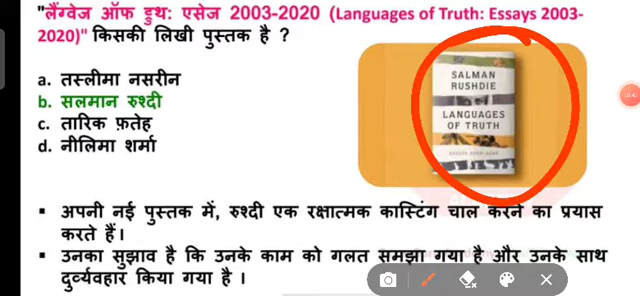 "लैंग्वेज ऑफ ट्रुथ: एसेज 2003-2020 (Languages of Truth: Essays 2003-
2020)" किसकी लिखी पुस्तक है ?
a. तस्लीमा नसरीन
b. सलमान रुश्दी
c. तारिक फ़तेह
d. नीलिमा शर्मा
SALMAN
RUSHDIE
LANGUAGES
OF TRUTH
▪ अपनी नई पुस्तक में, रुश्दी एक रक्षात्मक कास्टिंग चाल करने का प्रयास
करते हैं।
▪ उनका सुझाव है कि उनके काम को गलत समझा गया है और उनके साथ
दुर्व्यवहार किया गया है ।